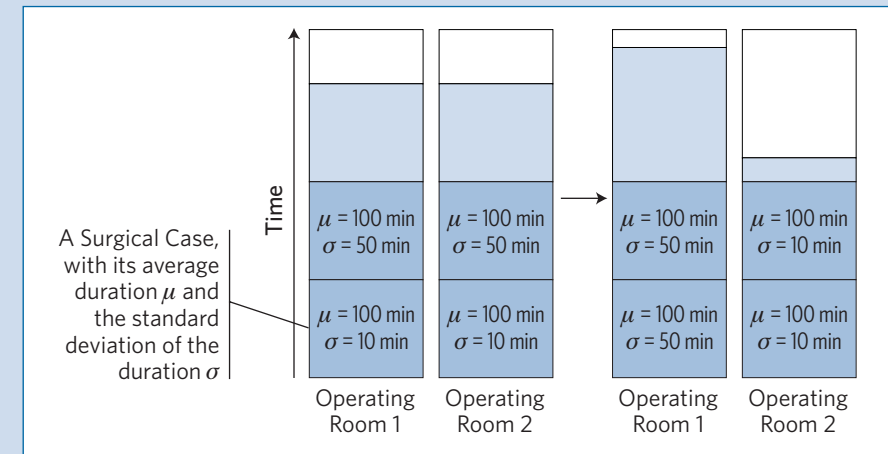 Time
A Surgical Case,
with its average
duration μ and
the standard
deviation of the
duration σ
μ = 100 min
σ = 50 min
μ = 100 min
σ = 10 min
Operating
Room 1
μ = 100 min
σ = 50 min
μ = 100 min
σ = 10 min
Operating
Room 2
μ = 100 min
σ = 50 min
μ = 100 min
σ = 50 min
Operating
Room 1
μ = 100 min
σ = 10 min
μ = 100 min
σ = 10 min
Operating
Room 2